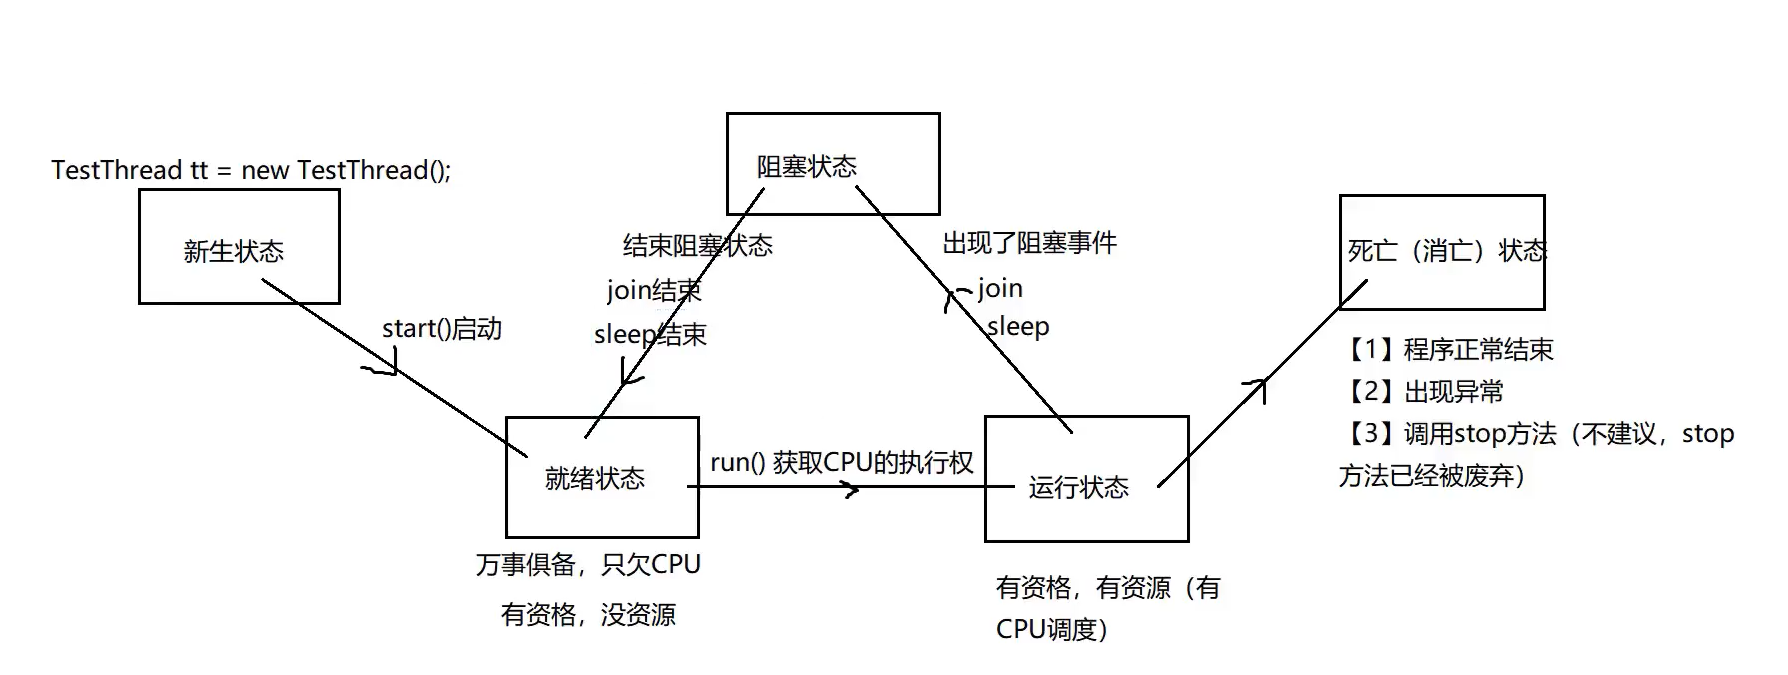 TestThread tt = new TestThread();
新生状态
start()启动
阻塞状态
结束阻塞状态
join结束
sleep结束
出现了阻塞事件
join
sleep
就绪状态
万事俱备，只欠CPU
有资格，没资源
run() 获取CPU的执行权
运行状态
有资格，有资源（有
CPU调度）
死亡（消亡）状态
【1】程序正常结束
【2】出现异常
【3】调用stop方法（不建议，stop
方法已经被废弃）